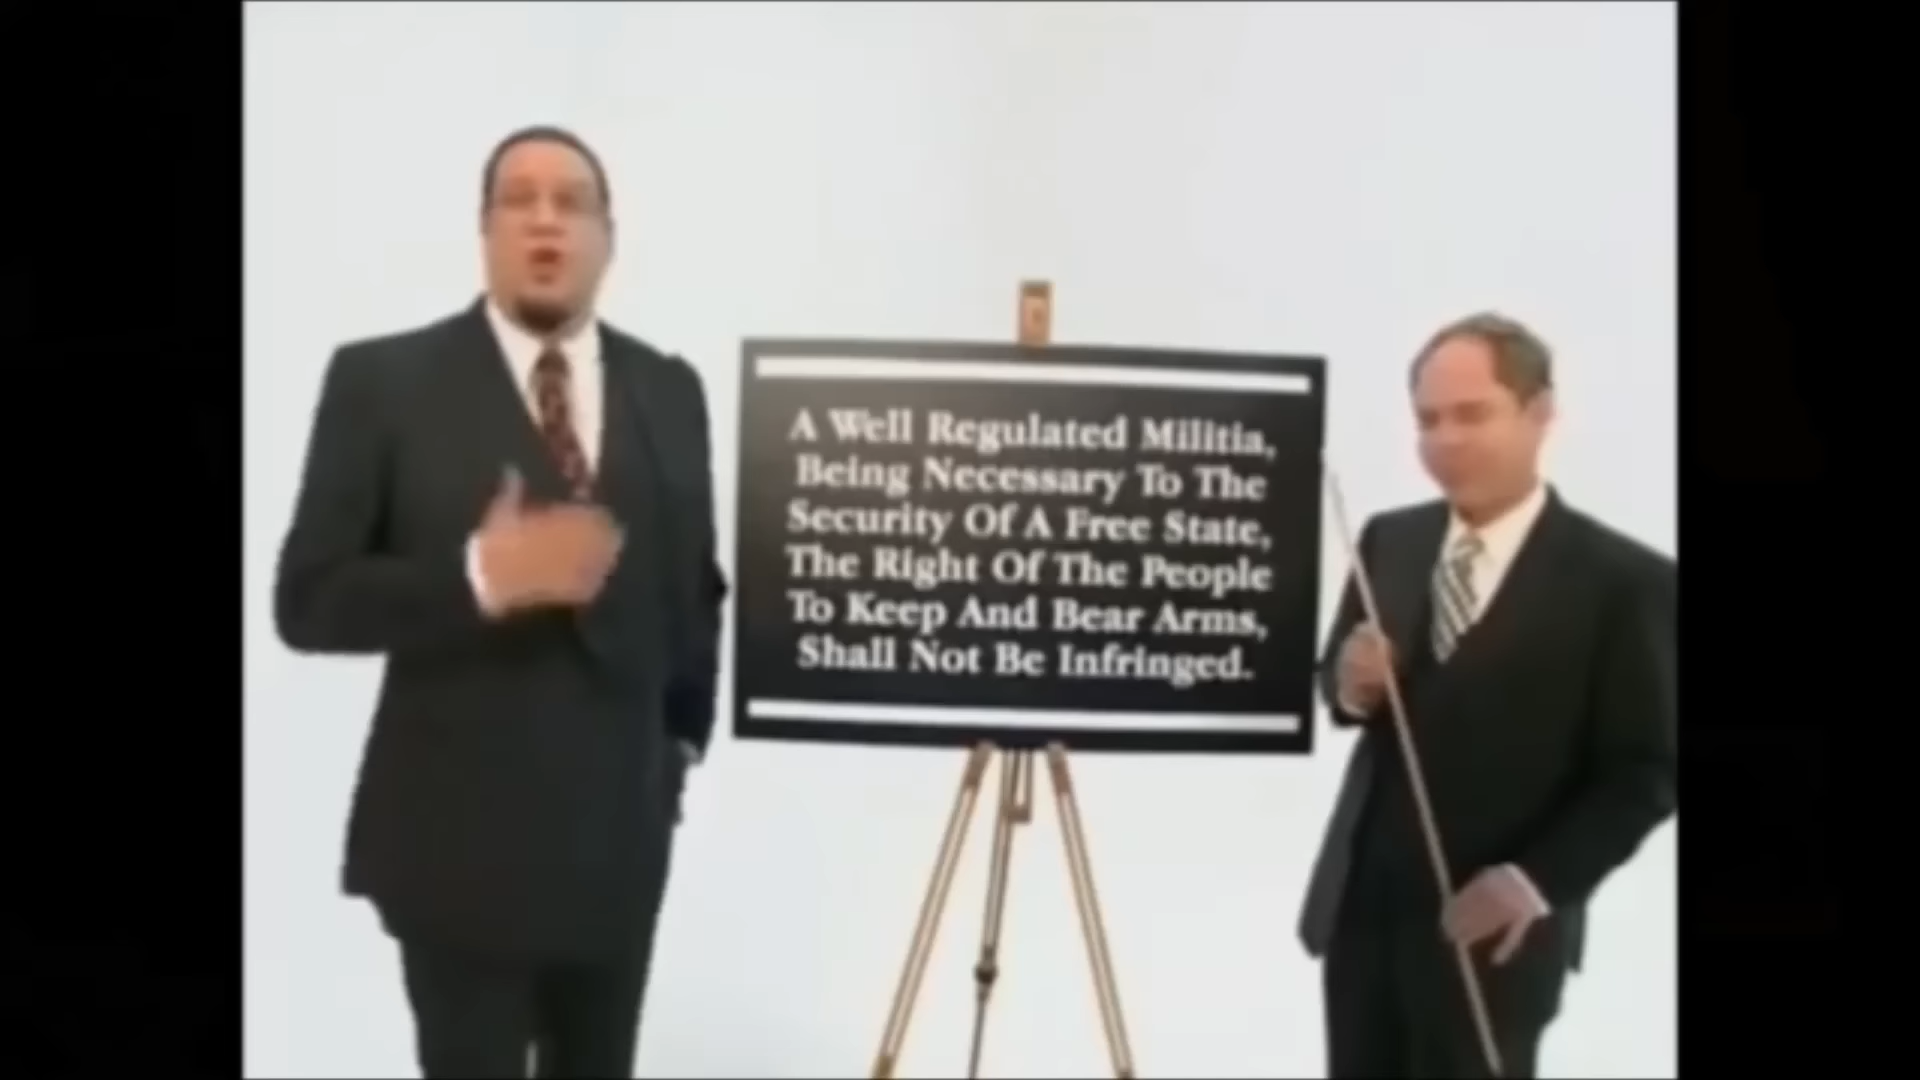 A Well Regulated Militia,
Being Necessary To The
Security Of A Free State,
The Right Of The People
To Keep And Bear Arms,
Shall Not Be Infringed.